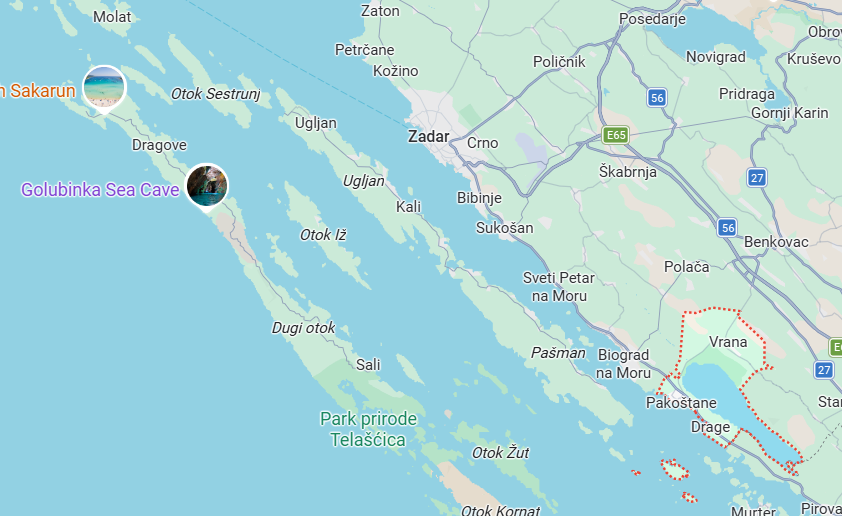 Molat
Zaton
Posedarje
Obro
Petrčane
Novigrad
Kruševo
Poličnik
Kožino
n Sakarun
Otok Sestrunj
56
Pridraga
Gornji Karin
Ugljan
Zadar
E65
Dragove
Crno
Škabrnja
27
Golubinka Sea Cave
Ugljan
Bibinje
Kali
Otok Iž
Sukošan
56
Benkovac
Polača
Sveti Petar
na Moru
Dugi otok
Vrana
E6
Pašman
Biograd
na Moru
Sali
27
Pakoštane
Star
Park prirode
Telašćica
Drage
Otok Žut
Otok Kornat
Murter
Pirova